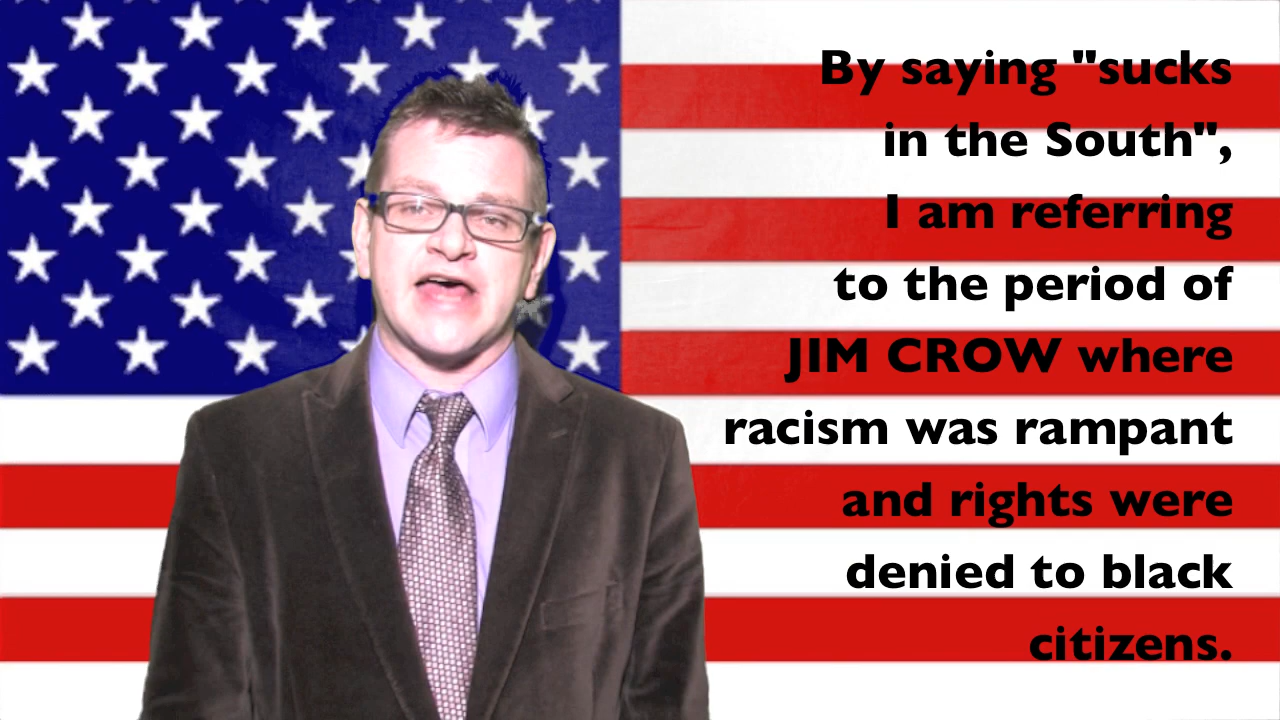 By saying "sucks
in the South",
I am referring
to the period of
JIM CROW where
racism was rampant
and rights were
denied to black
citizens.